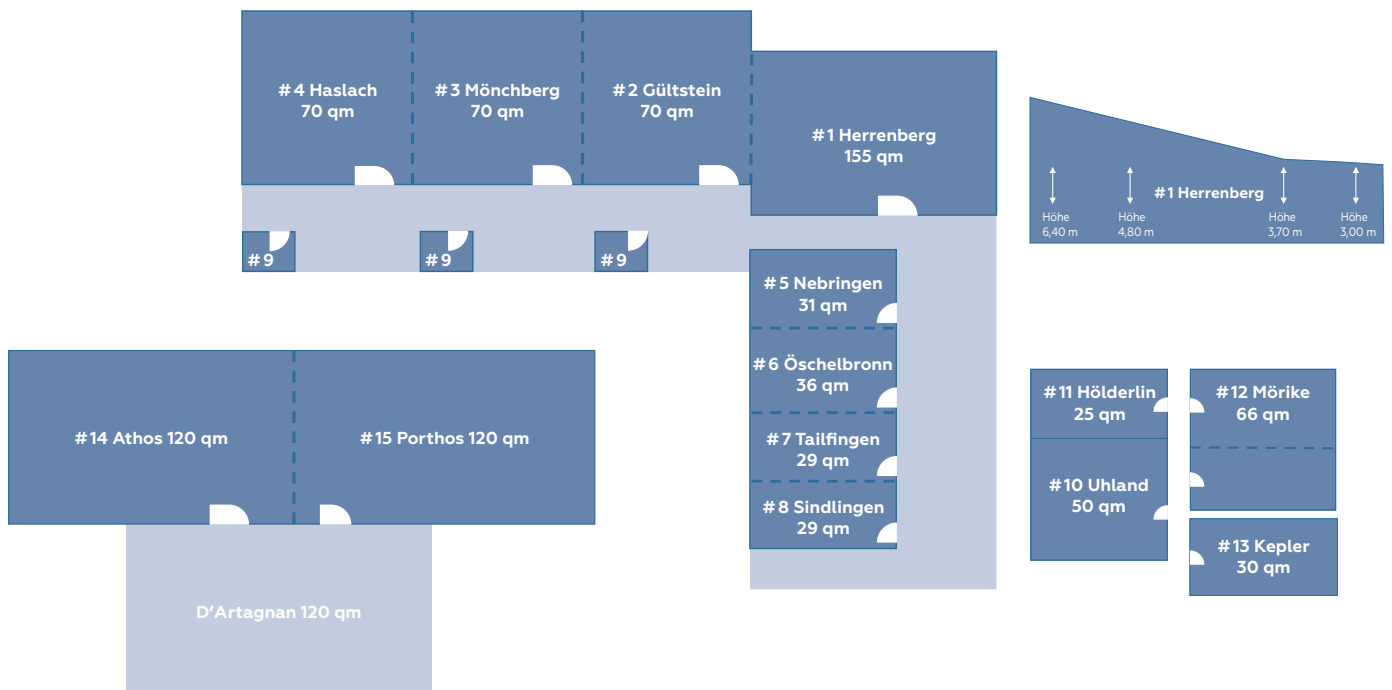 #4 Haslach
70 qm
#3 Mönchberg
70 qm
#2 Gültstein
70 qm
#1 Herrenberg
155 qm
#1 Herrenberg
Höhe
6,40 m
Höhe
4,80 m
Höhe
3,70 m
Höhe
3,00 m
#9
#9
#9
#5 Nebringen
31 qm
#6 Öschelbronn
36 qm
#7 Tailfingen
29 qm
#8 Sindlingen
29 qm
#14 Athos 120 qm
#15 Porthos 120 qm
D’Artagnan 120 qm
#11 Hölderlin
25 qm
#10 Uhland
50 qm
#12 Mörike
66 qm
#13 Kepler
30 qm